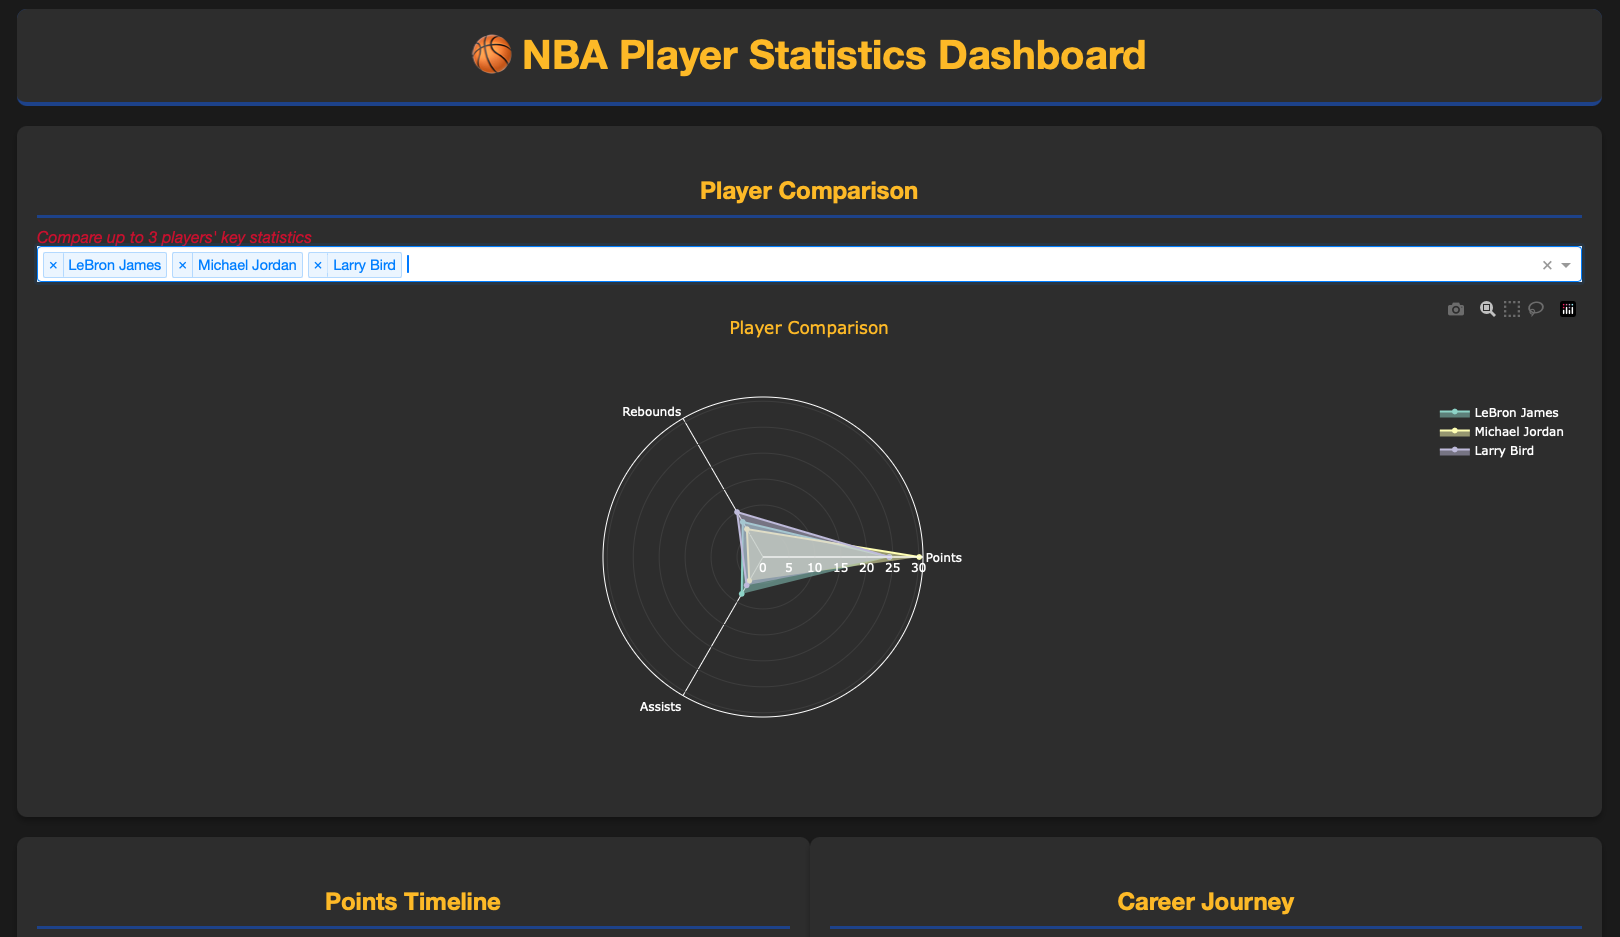 🏀 NBA Player Statistics Dashboard
Player Comparison
Compare up to 3 players' key statistics
× LeBron James × Michael Jordan × Larry Bird ×
Player Comparison
Rebounds
LeBron James
Michael Jordan
Larry Bird
Points
0 5 10 15 20 25 30
Assists
Points Timeline
Career Journey